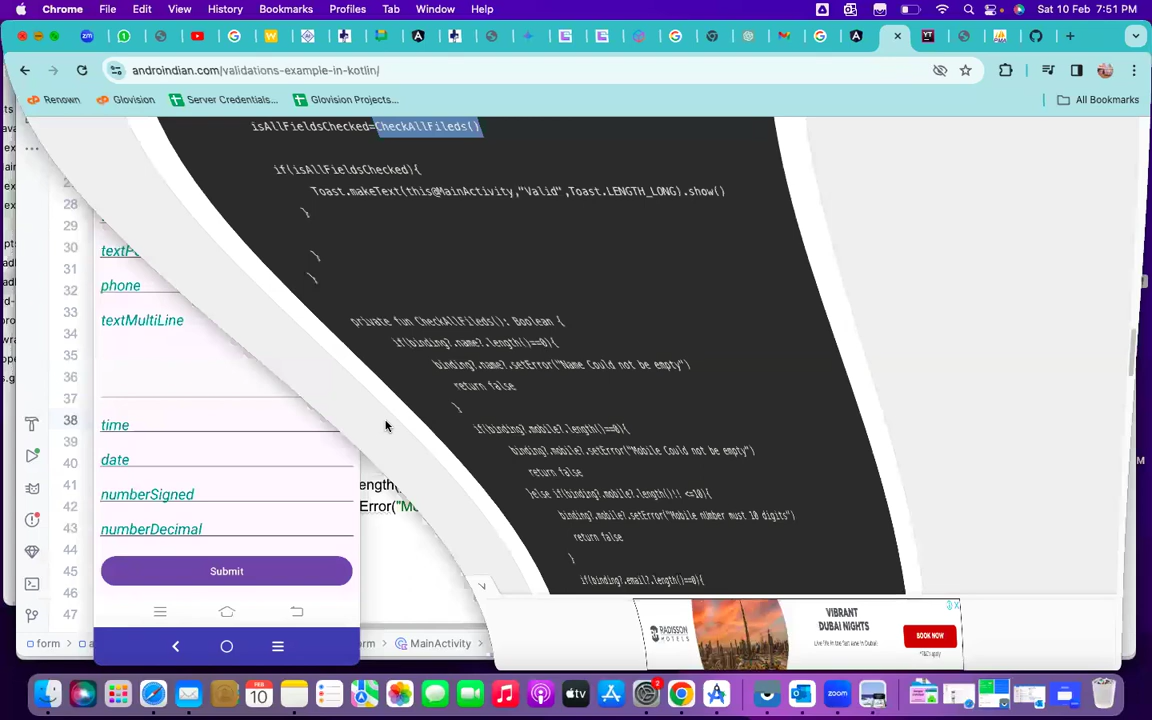 Chrome File Edit View History Bookmarks Profiles Tab Window Help Sat 10 Feb 7:51 PM
androindian.com/validations-example-in-kotlin/
Renown Glovision Server Credentials... Glovision Projects... All Bookmarks
isAllFieldsChecked=CheckAllFileds()
if(isAllFieldsChecked){
Toast.makeText(this@MainActivity,"Valid",Toast.LENGTH_LONG).show()
}
}
}
private fun CheckAllFileds(): Boolean {
if(binding?.name?.length()==0){
binding?.name?.setError("Name Could not be empty")
return false
}
if(binding?.mobile?.length()==0){
binding?.mobile?.setError("Mobile Could not be empty")
return false
}else if(binding?.mobile?.length()!! <=10){
binding?.mobile?.setError("Mobile number must 10 digits")
return false
}
if(binding?.email?.length()==0){
28
29
30
31
32
33
34
35
36
37
38
39
40
41
42
43
44
45
46
47
phone
textMultiLine
time
date
numberSigned
numberDecimal
Submit
form
MainActivity
RADISSON HOTELS
VIBRANT
DUBAI NIGHTS
BOOK NOW
10
2
zoom